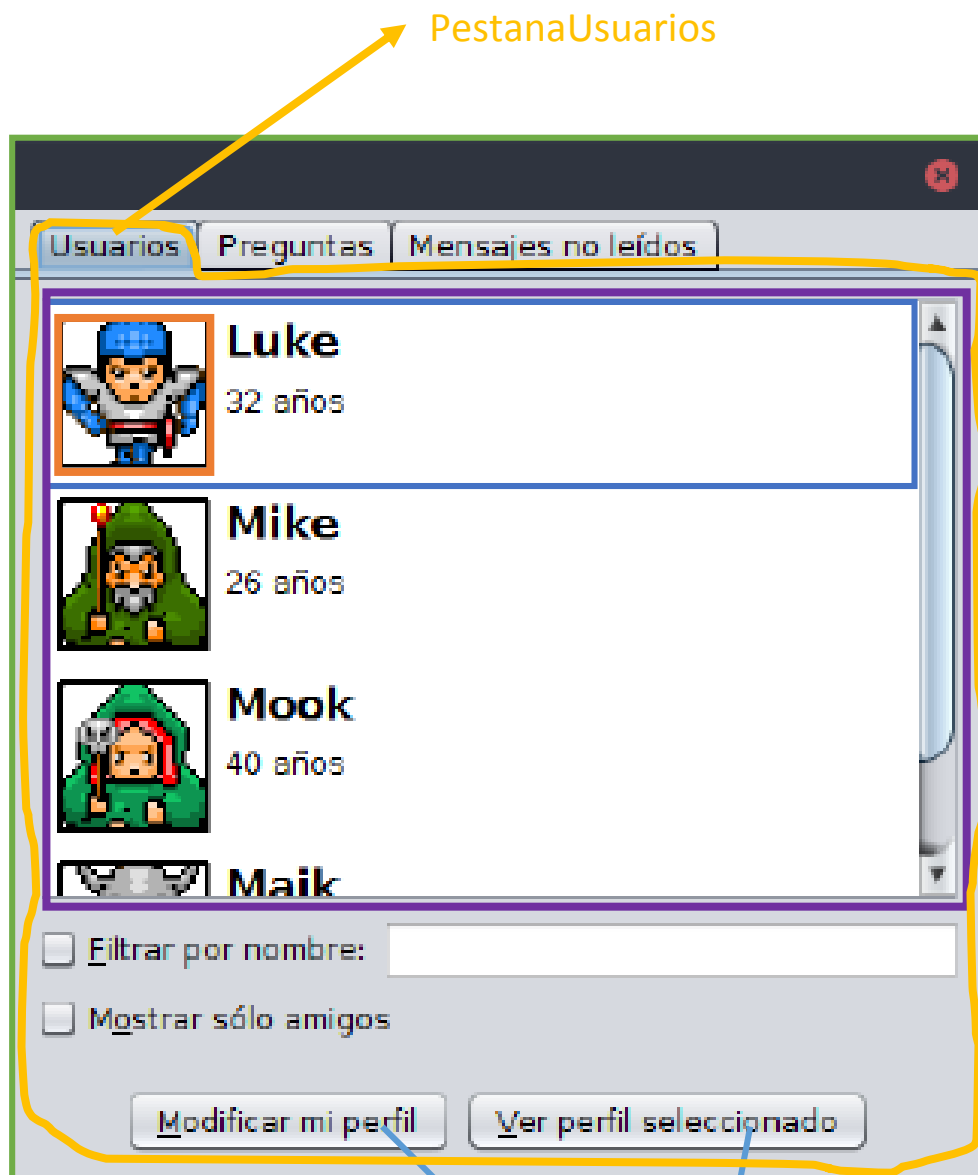 PestanaUsuarios
Usuarios Preguntas Mensajes no leídos
Luke
32 años
Mike
26 años
Mook
40 años
Maik
Filtrar por nombre:
Mostrar sólo amigos
Modificar mi perfil Ver perfil seleccionado